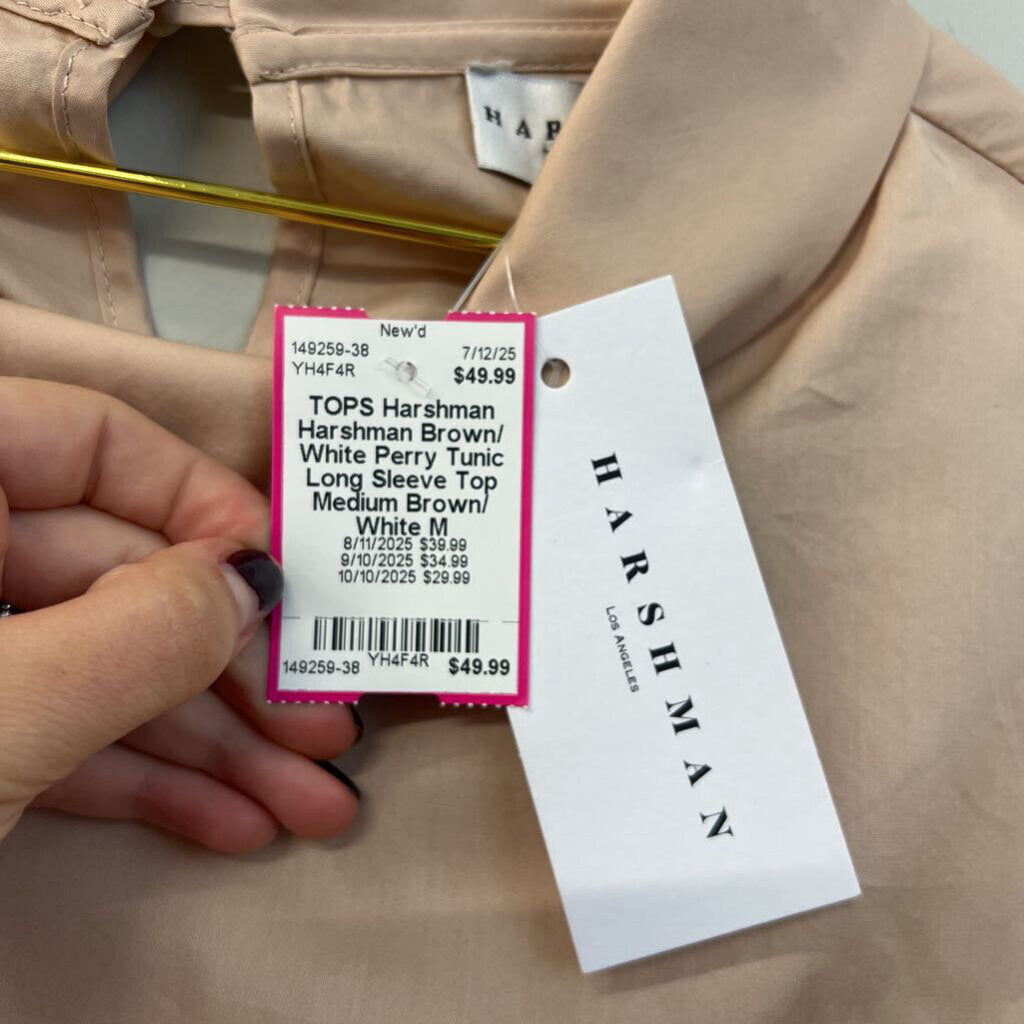 HAR
New'd
149259-38 7/12/25
YH4F4R $49.99
TOPS Harshman
Harshman Brown/
White Perry Tunic
Long Sleeve Top
Medium Brown/
White M
8/11/2025 $39.99
9/10/2025 $34.99
10/10/2025 $29.99
149259-38 YH4F4R $49.99
HARSHMAN
LOS ANGELES